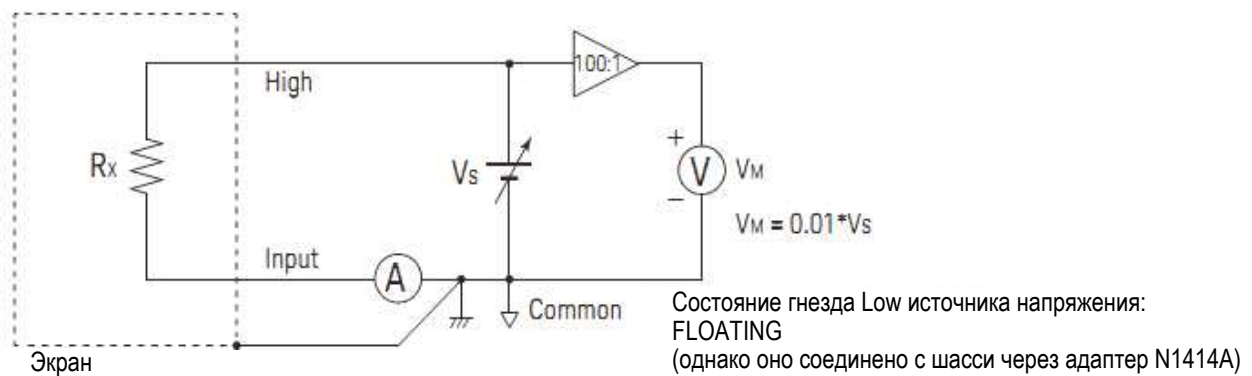 100:1
High
Rx
Vs
+
V
VM
−
VM = 0.01*Vs
Input
A
Common
Состояние гнезда Low источника напряжения:
FLOATING
(однако оно соединено с шасси через адаптер N1414A)
Экран